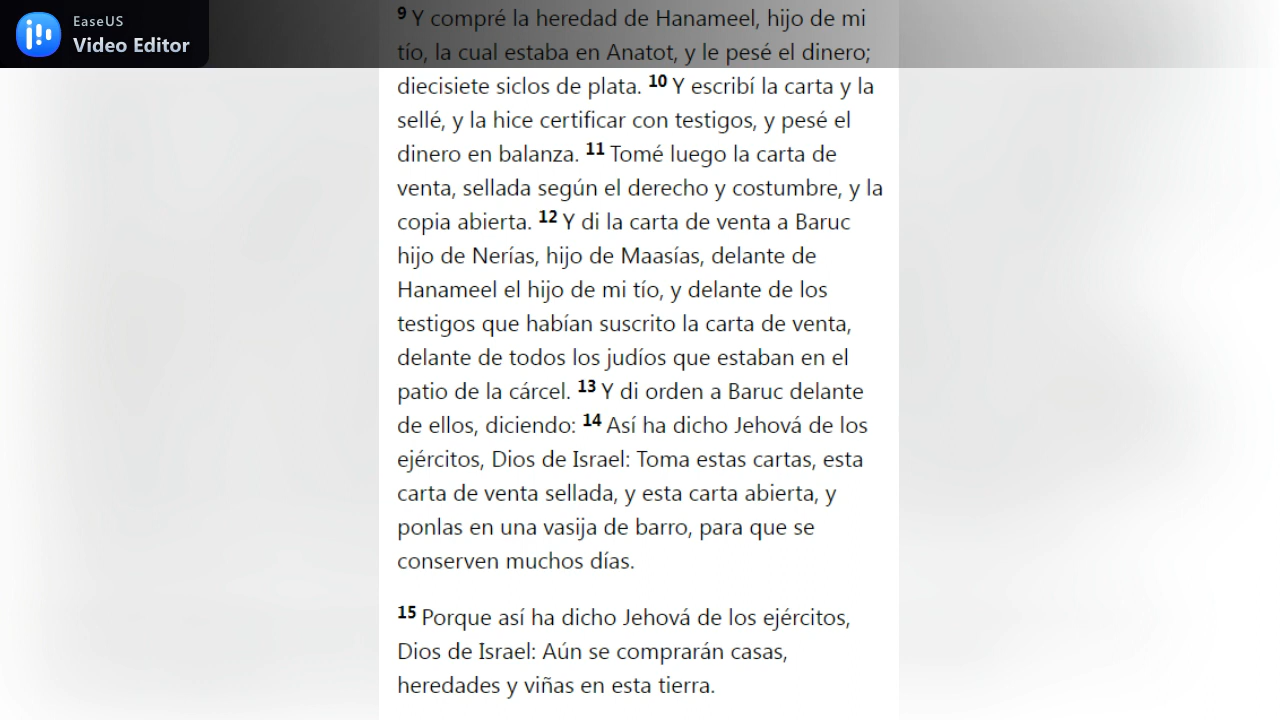 EaseUS
Video Editor
9 Y compré la heredad de Hanameel, hijo de mi
tío, la cual estaba en Anatot, y le pesé el dinero;
diecisiete siclos de plata. 10 Y escribí la carta y la
sellé, y la hice certificar con testigos, y pesé el
dinero en balanza. 11 Tomé luego la carta de
venta, sellada según el derecho y costumbre, y la
copia abierta. 12 Y di la carta de venta a Baruc
hijo de Nerías, hijo de Maasías, delante de
Hanameel el hijo de mi tío, y delante de los
testigos que habían suscrito la carta de venta,
delante de todos los judíos que estaban en el
patio de la cárcel. 13 Y di orden a Baruc delante
de ellos, diciendo: 14 Así ha dicho Jehová de los
ejércitos, Dios de Israel: Toma estas cartas, esta
carta de venta sellada, y esta carta abierta, y
ponlas en una vasija de barro, para que se
conserven muchos días.
15 Porque así ha dicho Jehová de los ejércitos,
Dios de Israel: Aún se comprarán casas,
heredades y viñas en esta tierra.